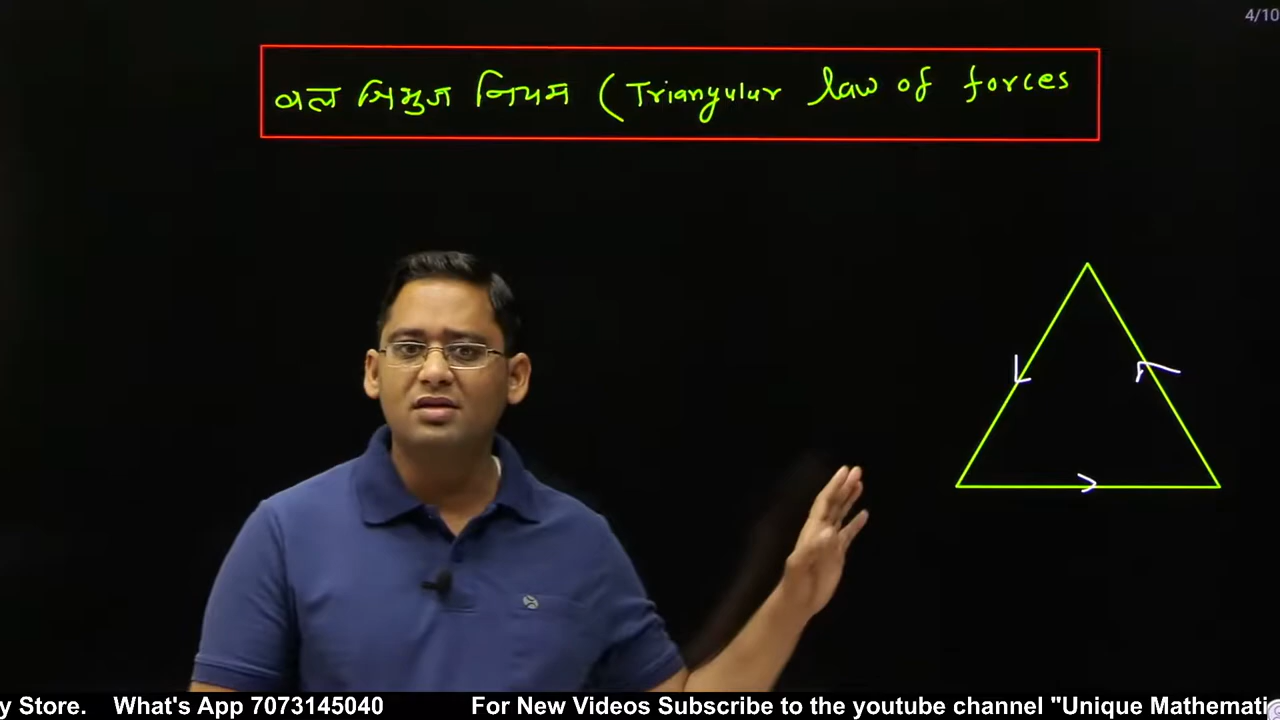 4/10
बल त्रिभुज नियम (Triangular law of forces
y Store. What's App 7073145040 For New Videos Subscribe to the youtube channel "Unique Mathemati